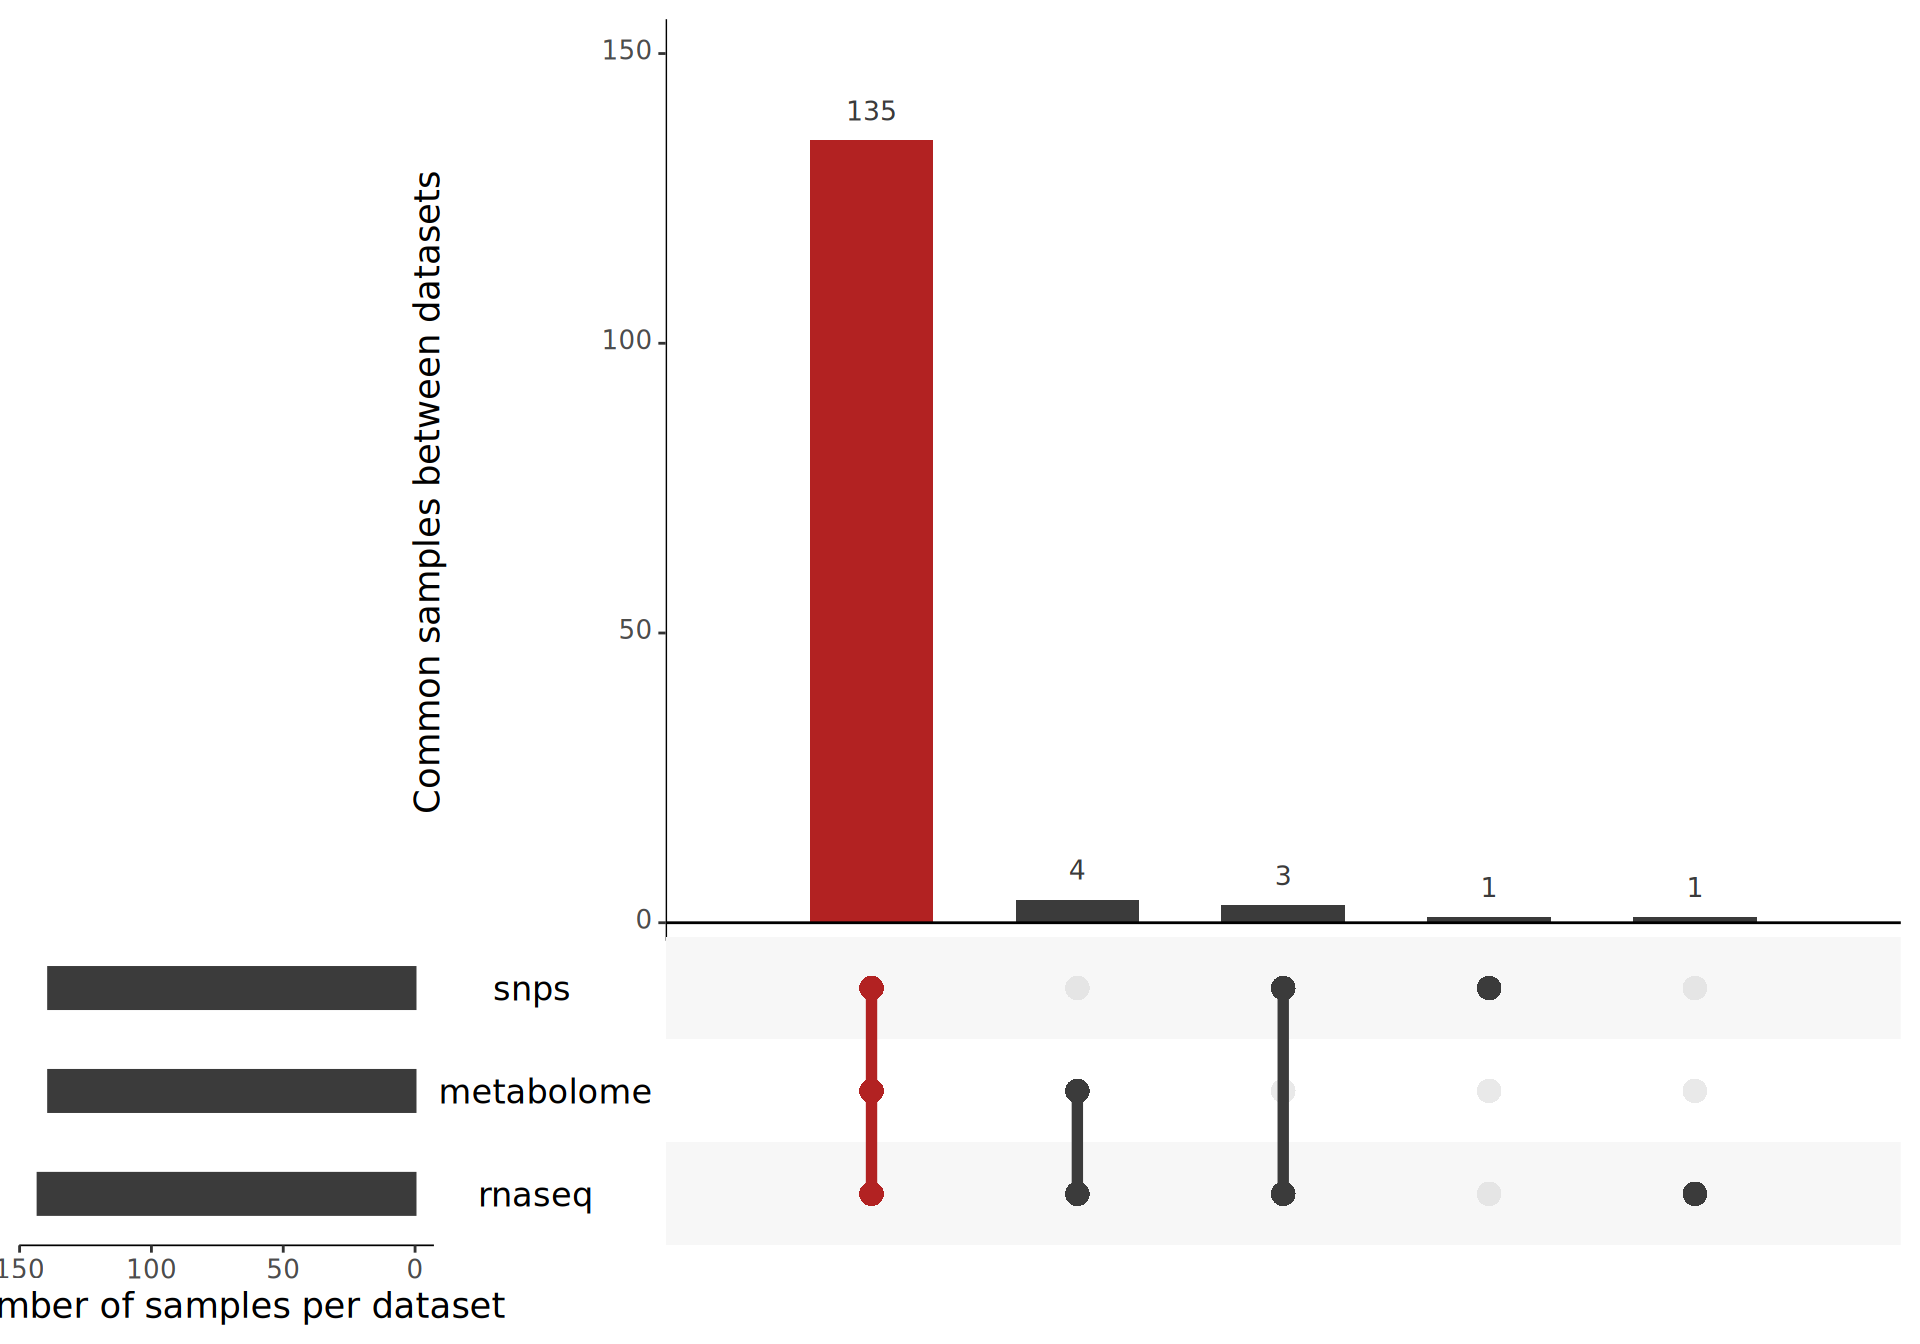 Common samples between datasets
150
100
50
0
135
4
3
1
1
snps
metabolome
rnaseq
150 100 50 0
of samples per dataset